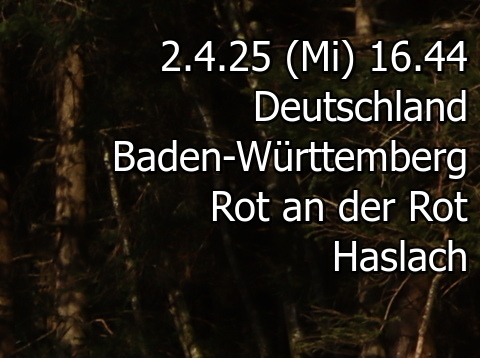 2.4.25 (Mi) 16.44
Deutschland
Baden-Württemberg
Rot an der Rot
Haslach